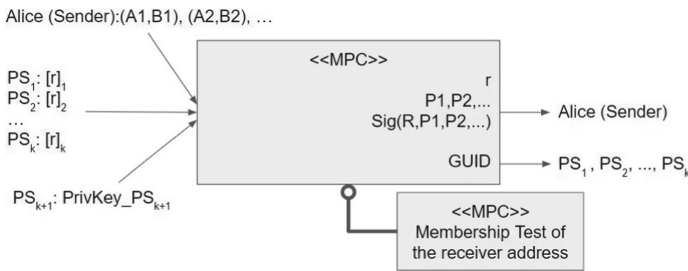 Alice (Sender):(A1,B1), (A2,B2), ...
<<MPC>>
PS1: [r]1
PS2: [r]2
...
PSk: [r]k
r
P1,P2,...
Sig(R,P1,P2,...)
Alice (Sender)
GUID
PS1, PS2, ..., PSk
PSk+1: PrivKey_PSk+1
<<MPC>>
Membership Test of
the receiver address